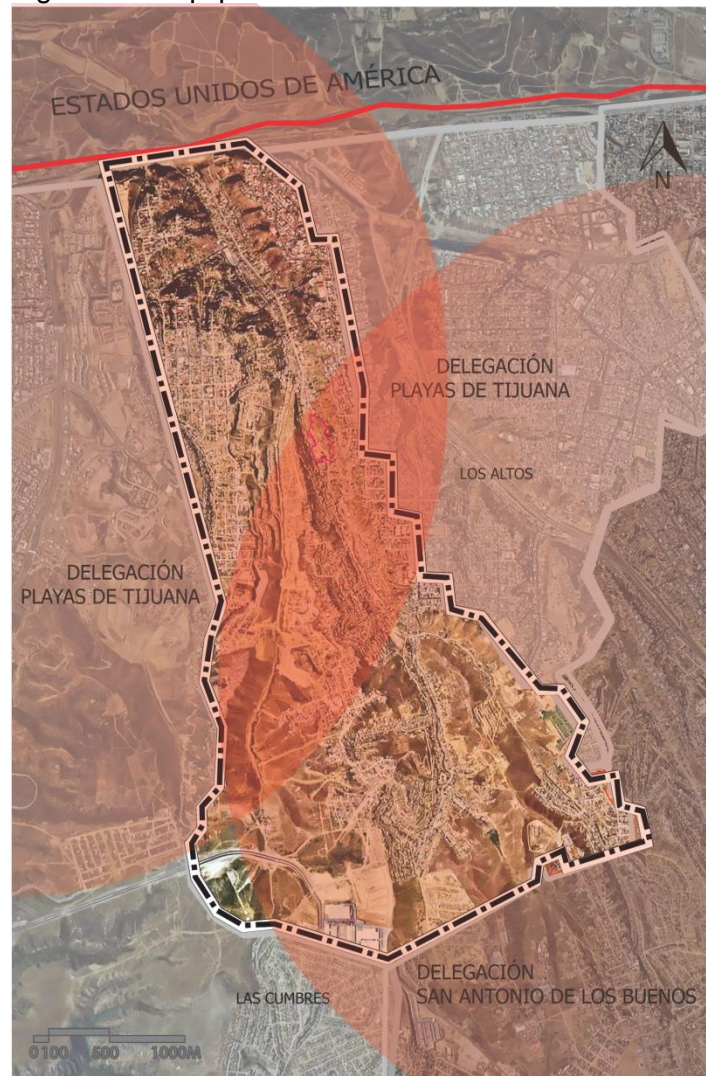 ESTADOS UNIDOS DE AMÉRICA
N
DELEGACIÓN
PLAYAS DE TIJUANA
LOS ALTOS
DELEGACIÓN
PLAYAS DE TIJUANA
DELEGACIÓN
SAN ANTONIO DE LOS BUENOS
LAS CUMBRES
0 100 500 1000M